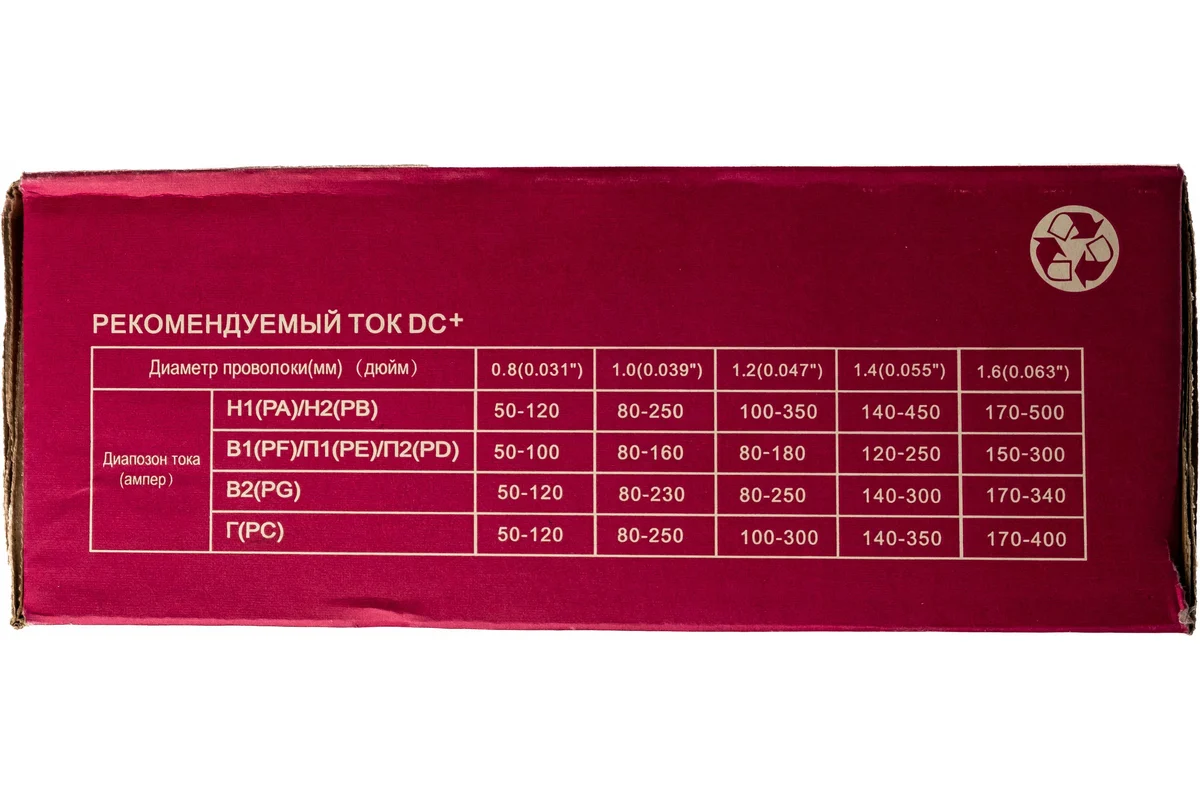 РЕКОМЕНДУЕМЫЙ ТОК DC+
Диаметр проволоки(мм) (дюйм) 0.8(0.031") 1.0(0.039") 1.2(0.047") 1.4(0.055") 1.6(0.063")
Диапозон тока
(ампер)
Н1(PA)/Н2(PB) 50-120 80-250 100-350 140-450 170-500
В1(PF)/П1(PE)/П2(PD) 50-100 80-160 80-180 120-250 150-300
В2(PG) 50-120 80-230 80-250 140-300 170-340
Г(PC) 50-120 80-250 100-300 140-350 170-400